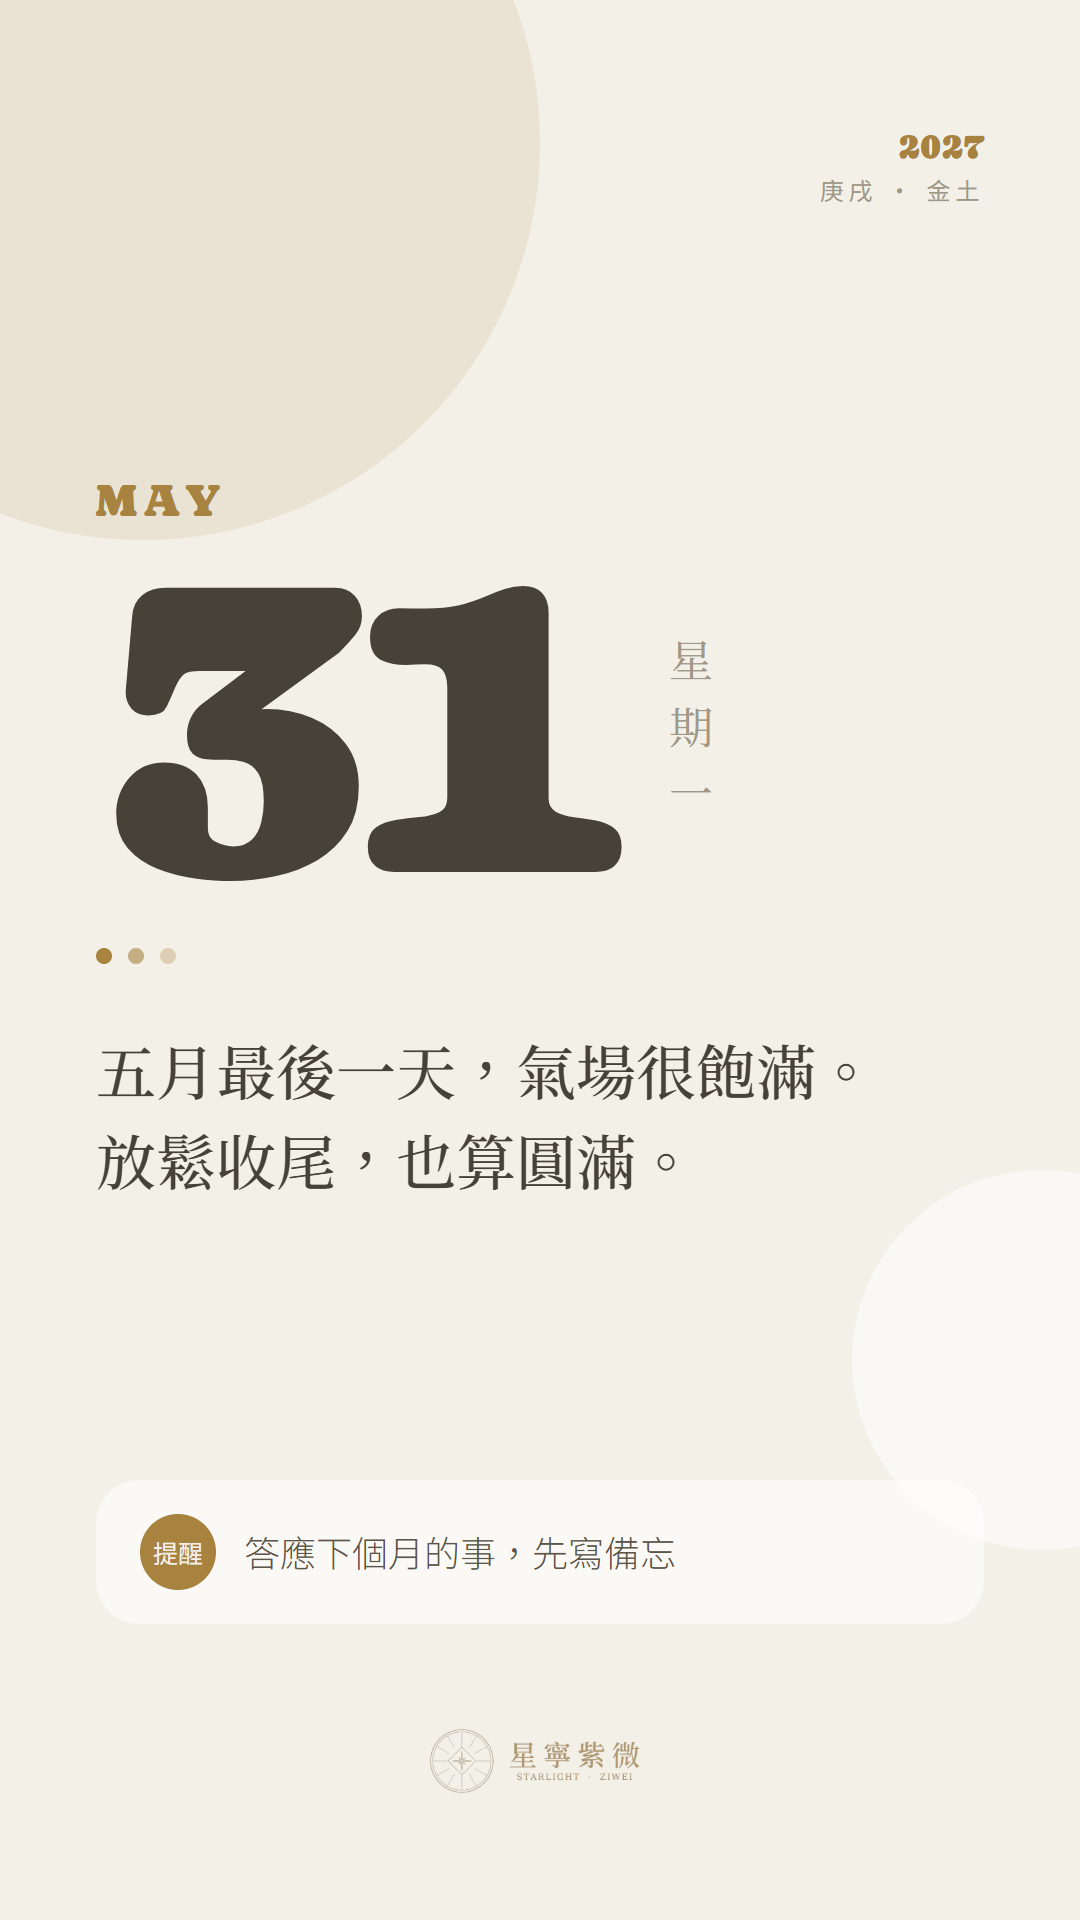 2027
庚戌 · 金土
MAY
31
星期一
五月最後一天，氣場很飽滿。
放鬆收尾，也算圓滿。
提醒
答應下個月的事，先寫備忘
星寧紫微
STARLIGHT · ZIWEI